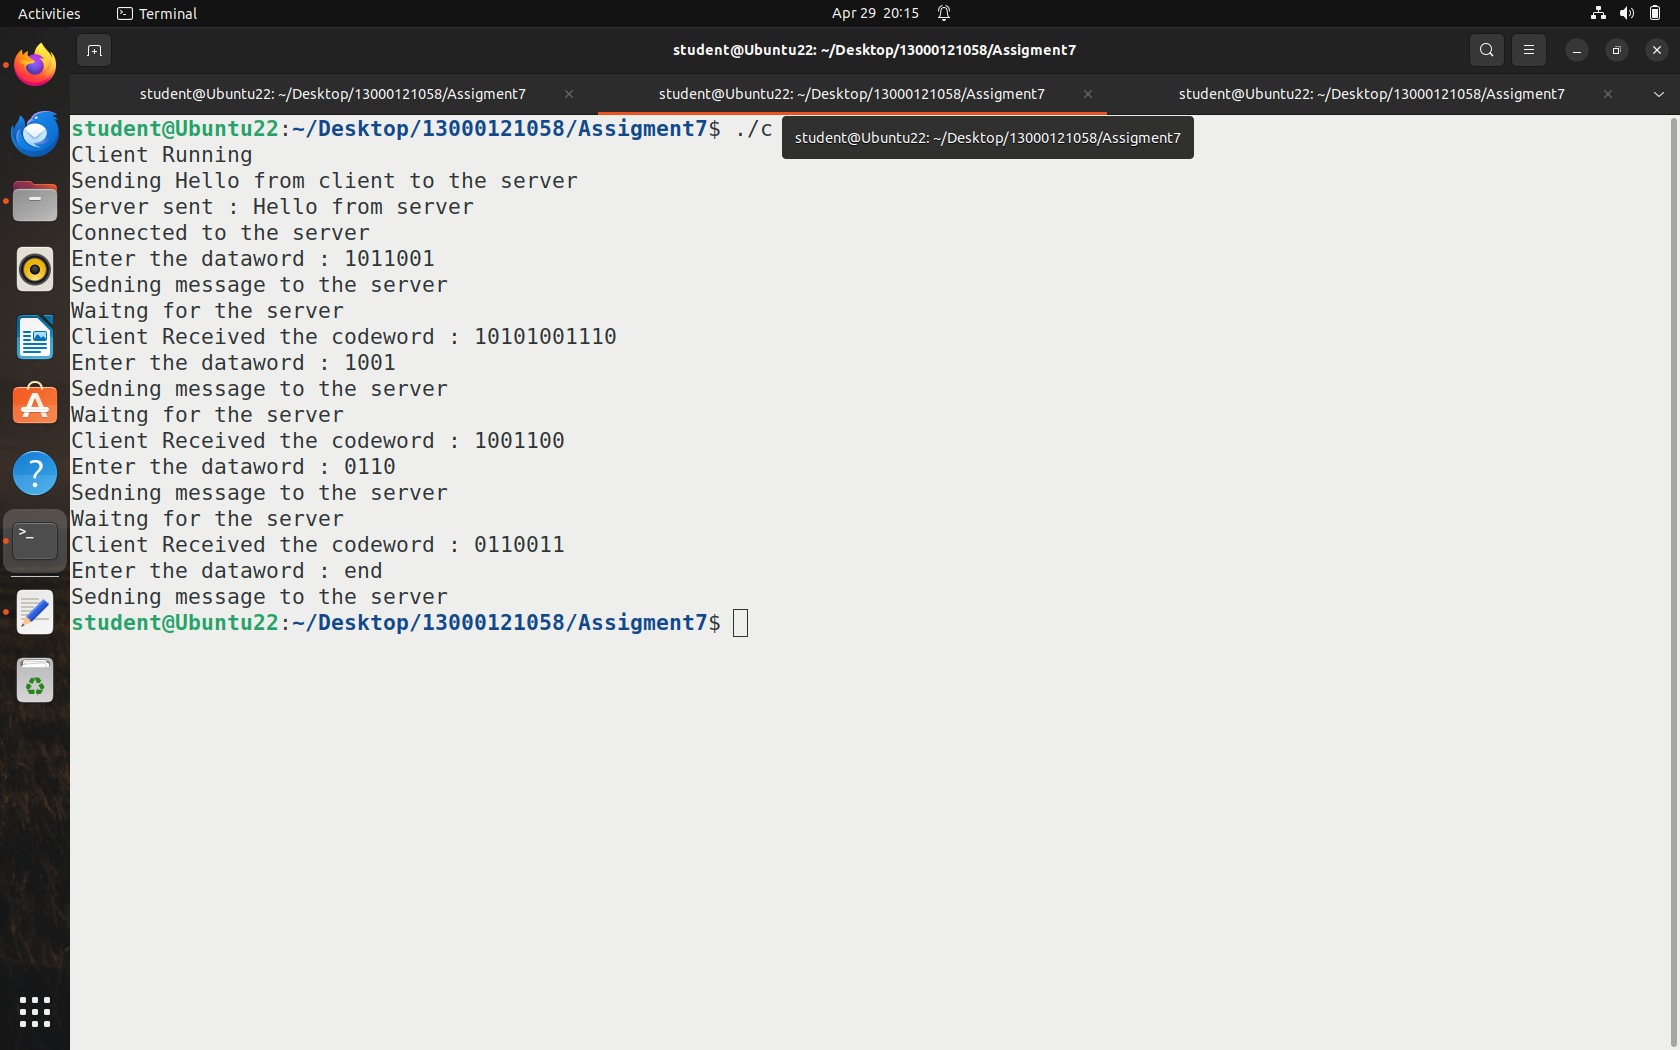 Activities Terminal Apr 29 20:15
student@Ubuntu22: ~/Desktop/13000121058/Assigment7
student@Ubuntu22: ~/Desktop/13000121058/Assigment7 student@Ubuntu22: ~/Desktop/13000121058/Assigment7 student@Ubuntu22: ~/Desktop/13000121058/Assigment7
student@Ubuntu22:~/Desktop/13000121058/Assigment7$ ./c
student@Ubuntu22: ~/Desktop/13000121058/Assigment7
Client Running
Sending Hello from client to the server
Server sent : Hello from server
Connected to the server
Enter the dataword : 1011001
Sedning message to the server
Waitng for the server
Client Received the codeword : 10101001110
Enter the dataword : 1001
Sedning message to the server
Waitng for the server
Client Received the codeword : 1001100
Enter the dataword : 0110
Sedning message to the server
Waitng for the server
Client Received the codeword : 0110011
Enter the dataword : end
Sedning message to the server
student@Ubuntu22:~/Desktop/13000121058/Assigment7$